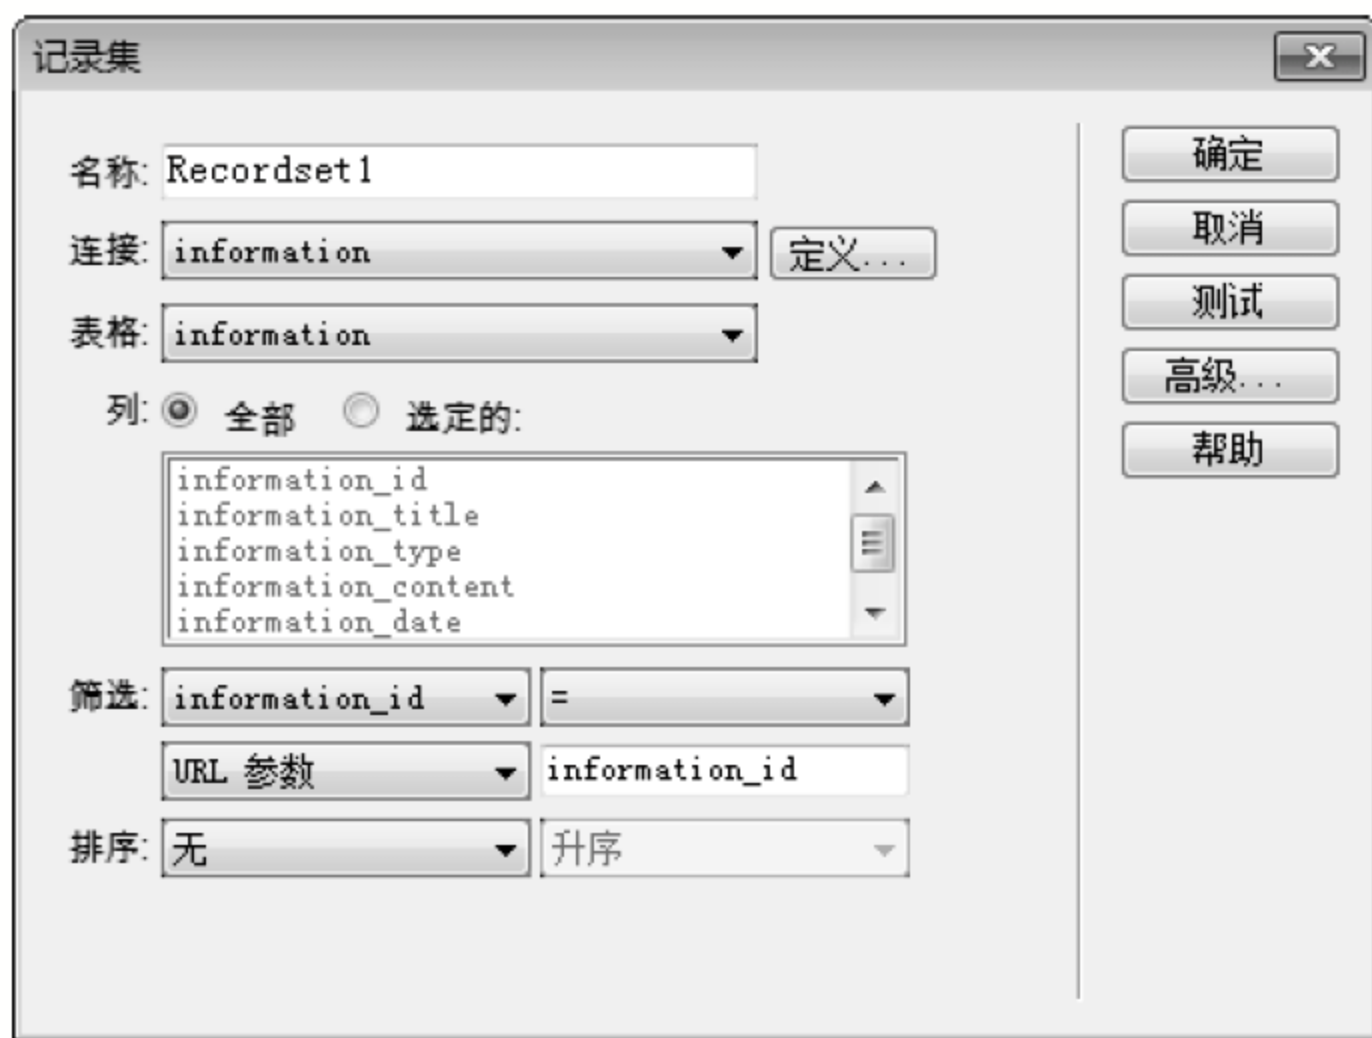 记录集
名称: Recordset1
连接: information 定义...
表格: information
列: 全部 选定的:
information_id
information_title
information_type
information_content
information_date
筛选: information_id =
URL 参数 information_id
排序: 无 升序
确定
取消
测试
高级...
帮助